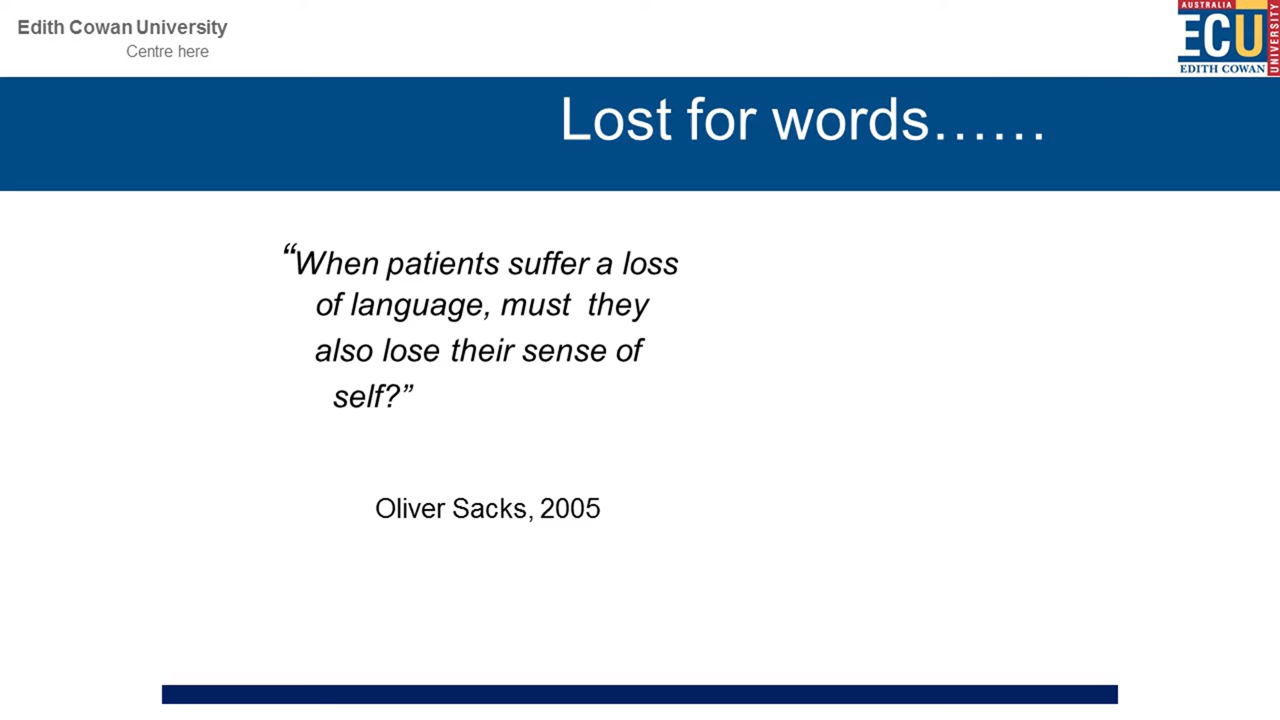 Edith Cowan University
Centre here
AUSTRALIA
ECU
UNIVERSITY
EDITH COWAN
Lost for words……
“When patients suffer a loss
of language, must  they
also lose their sense of
self?”
Oliver Sacks, 2005